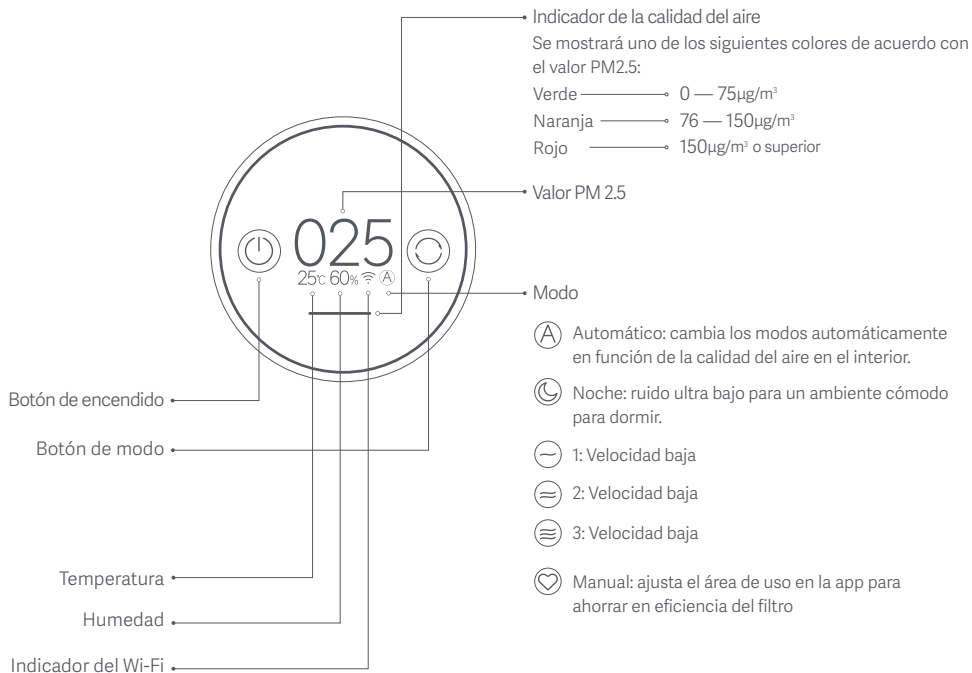 Indicador de la calidad del aire
Se mostrará uno de los siguientes colores de acuerdo con
el valor PM2.5:
Verde 0 — 75μg/m³
Naranja 76 — 150μg/m³
Rojo 150μg/m³ o superior
Valor PM 2.5
025
25℃ 60% A
Modo
A Automático: cambia los modos automáticamente
en función de la calidad del aire en el interior.
Noche: ruido ultra bajo para un ambiente cómodo
para dormir.
1: Velocidad baja
2: Velocidad baja
3: Velocidad baja
Manual: ajusta el área de uso en la app para
ahorrar en eficiencia del filtro
Botón de encendido
Botón de modo
Temperatura
Humedad
Indicador del Wi-Fi